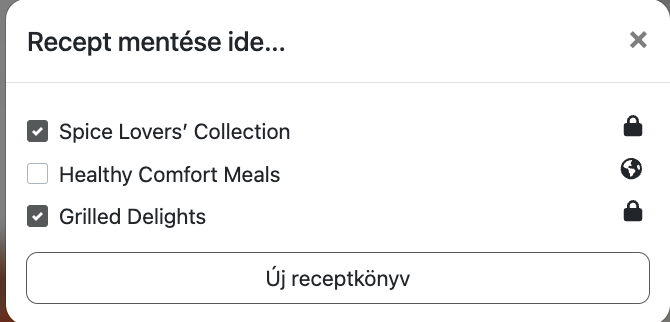 Recept mentése ide...
Spice Lovers’ Collection
Healthy Comfort Meals
Grilled Delights
Új receptkönyv